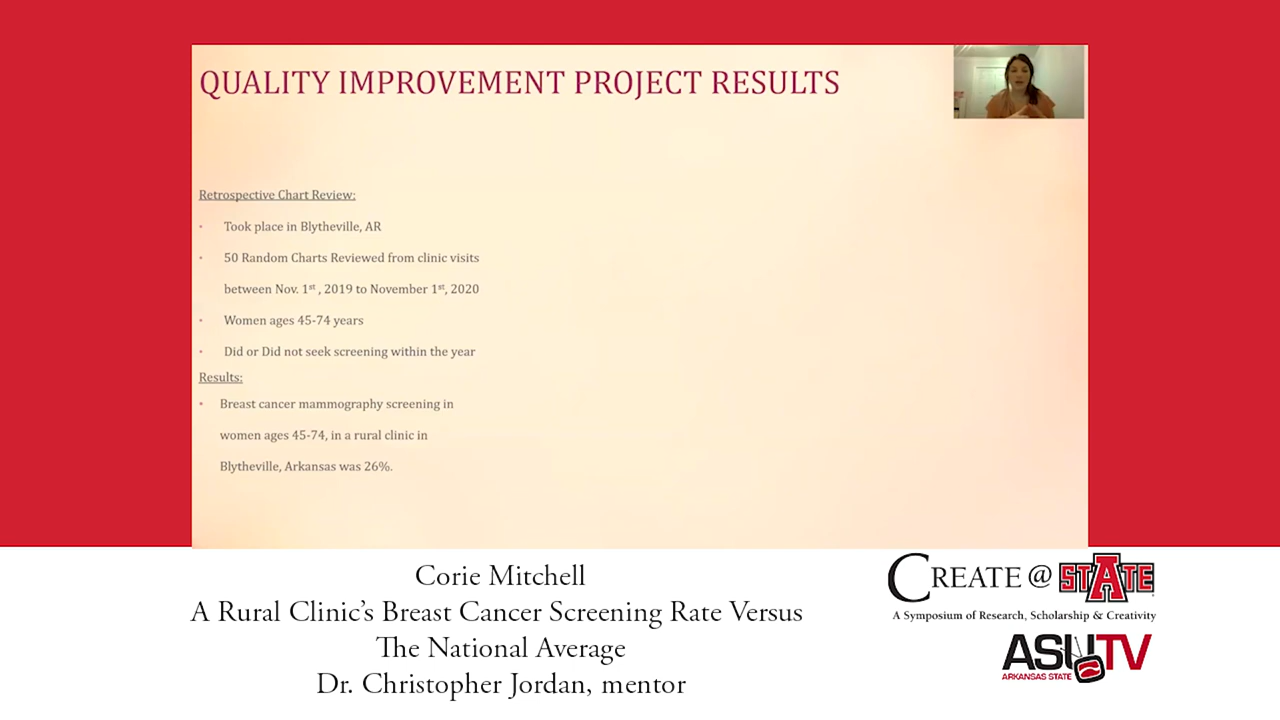 QUALITY IMPROVEMENT PROJECT RESULTS
Retrospective Chart Review:
• Took place in Blytheville, AR
• 50 Random Charts Reviewed from clinic visits
between Nov. 1st , 2019 to November 1st, 2020
• Women ages 45-74 years
• Did or Did not seek screening within the year
Results:
• Breast cancer mammography screening in
women ages 45-74, in a rural clinic in
Blytheville, Arkansas was 26%.
Corie Mitchell
A Rural Clinic’s Breast Cancer Screening Rate Versus
The National Average
Dr. Christopher Jordan, mentor
CREATE @ STATE
A Symposium of Research, Scholarship & Creativity
ASUTV
ARKANSAS STATE